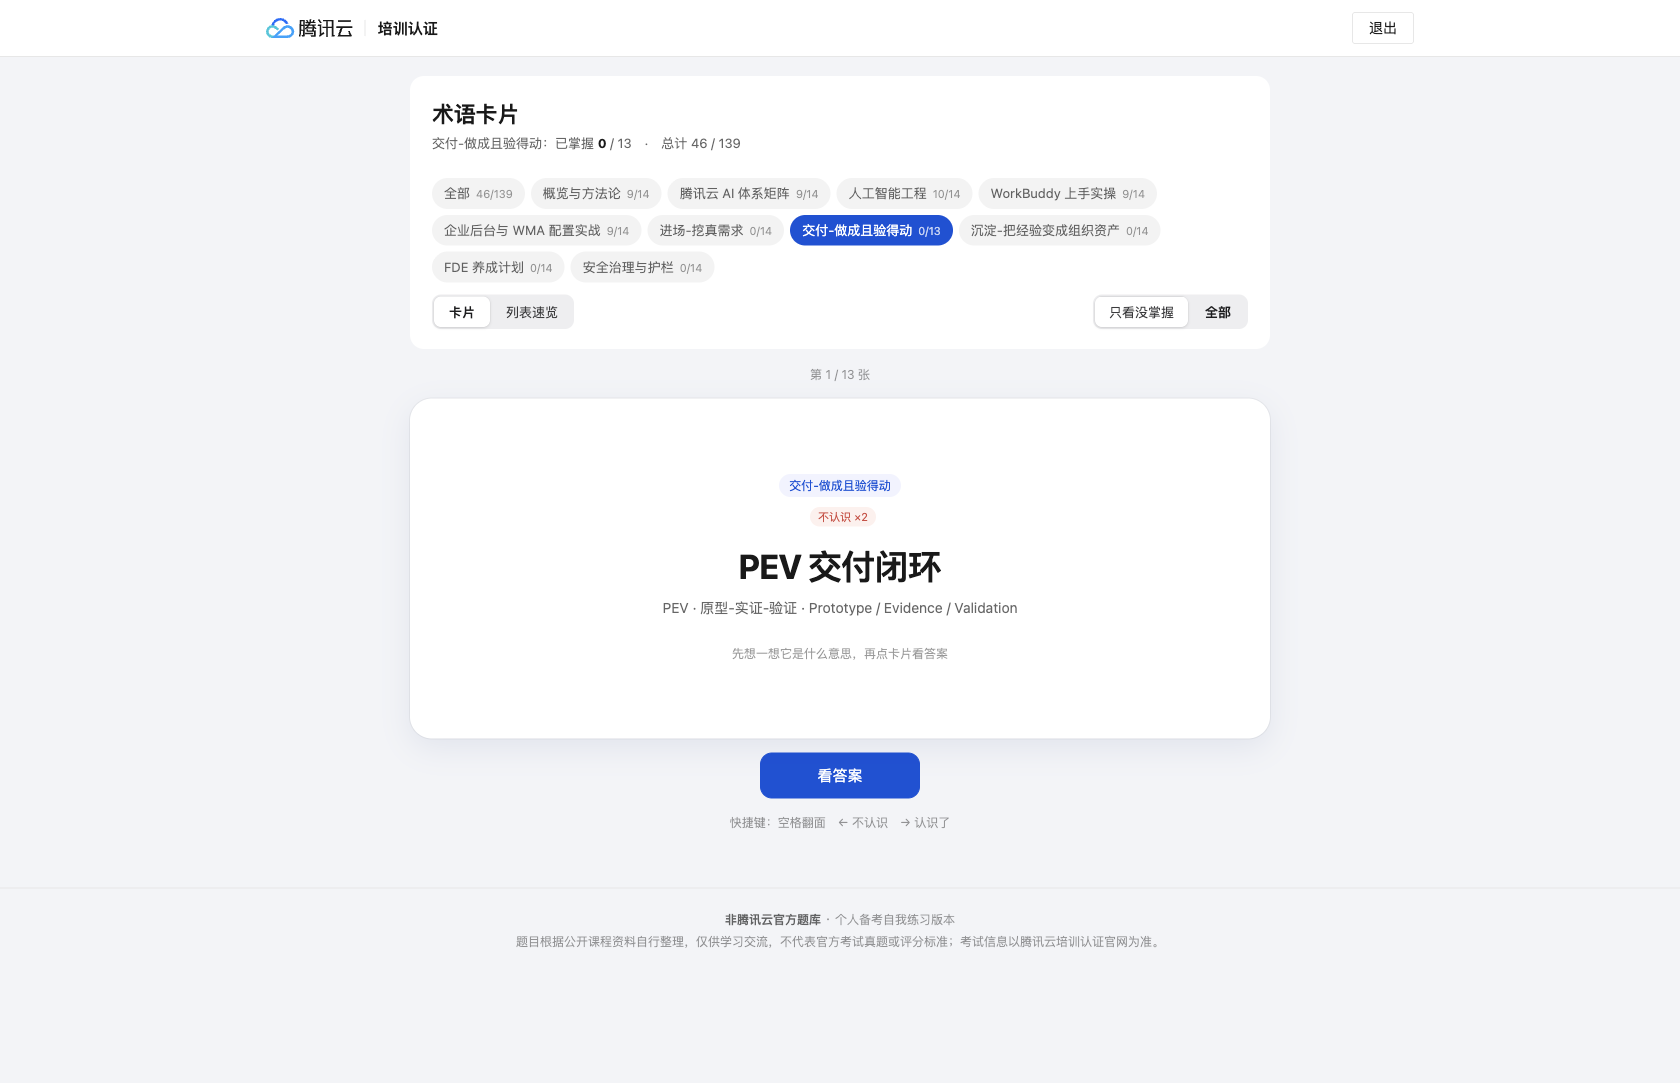 腾讯云 培训认证
退出
术语卡片
交付-做成且验得动：已掌握 0 / 13 · 总计 46 / 139
全部 46/139 概览与方法论 9/14 腾讯云 AI 体系矩阵 9/14 人工智能工程 10/14 WorkBuddy 上手实操 9/14
企业后台与 WMA 配置实战 9/14 进场-挖真需求 0/14 交付-做成且验得动 0/13 沉淀-把经验变成组织资产 0/14
FDE 养成计划 0/14 安全治理与护栏 0/14
卡片 列表速览 只看没掌握 全部
第 1 / 13 张
交付-做成且验得动
不认识 ×2
PEV 交付闭环
PEV · 原型-实证-验证 · Prototype / Evidence / Validation
先想一想它是什么意思，再点卡片看答案
看答案
快捷键：空格翻面 ← 不认识 → 认识了
非腾讯云官方题库 · 个人备考自我练习版本
题目根据公开课程资料自行整理，仅供学习交流，不代表官方考试真题或评分标准；考试信息以腾讯云培训认证官网为准。